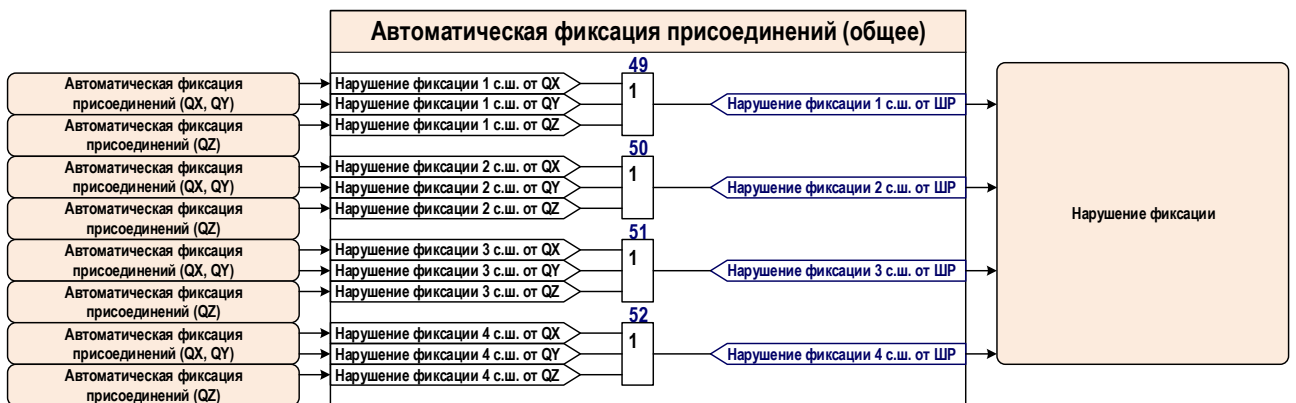 Автоматическая фиксация присоединений (общее)
Автоматическая фиксация
присоединений (QX, QY)
Автоматическая фиксация
присоединений (QZ)
Нарушение фиксации 1 с.ш. от QX
Нарушение фиксации 1 с.ш. от QY
Нарушение фиксации 1 с.ш. от QZ
49
1
Нарушение фиксации 1 с.ш. от ШР
Автоматическая фиксация
присоединений (QX, QY)
Автоматическая фиксация
присоединений (QZ)
Нарушение фиксации 2 с.ш. от QX
Нарушение фиксации 2 с.ш. от QY
Нарушение фиксации 2 с.ш. от QZ
50
1
Нарушение фиксации 2 с.ш. от ШР
Автоматическая фиксация
присоединений (QX, QY)
Автоматическая фиксация
присоединений (QZ)
Нарушение фиксации 3 с.ш. от QX
Нарушение фиксации 3 с.ш. от QY
Нарушение фиксации 3 с.ш. от QZ
51
1
Нарушение фиксации 3 с.ш. от ШР
Автоматическая фиксация
присоединений (QX, QY)
Автоматическая фиксация
присоединений (QZ)
Нарушение фиксации 4 с.ш. от QX
Нарушение фиксации 4 с.ш. от QY
Нарушение фиксации 4 с.ш. от QZ
52
1
Нарушение фиксации 4 с.ш. от ШР
Нарушение фиксации